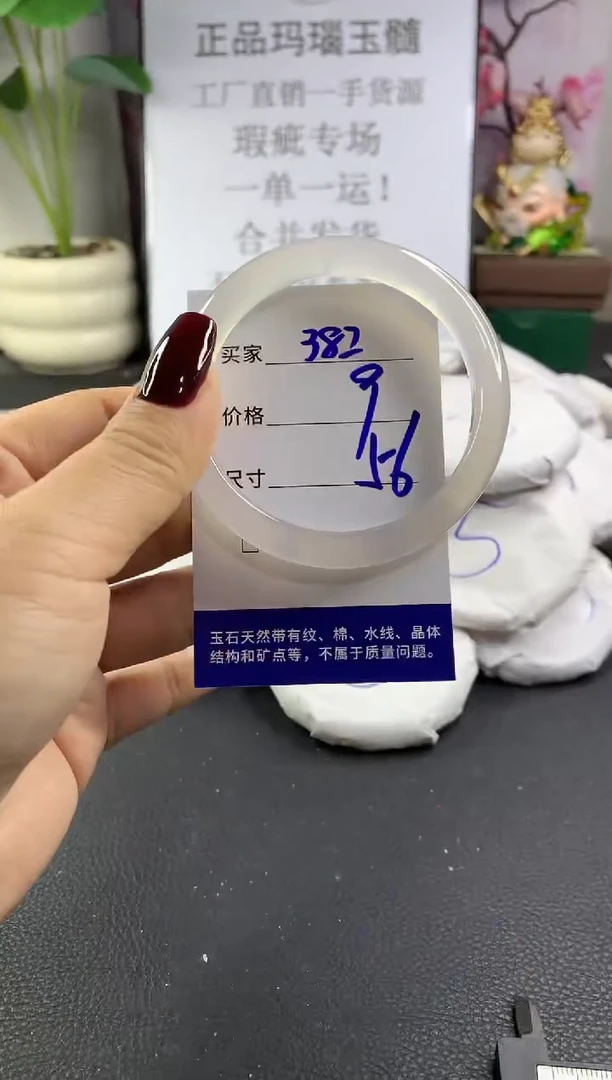 正品玛瑙玉髓
工厂直销一手货源
瑕疵专场
一单一运!
合并发货
买家 382
价格 9
尺寸 56
玉石天然带有纹、棉、水线、晶体
结构和矿点等，不属于质量问题。